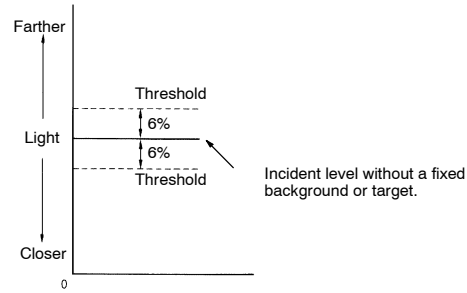 Farther
Threshold
6%
Light
6%
Incident level without a fixed
background or target.
Threshold
Closer
0